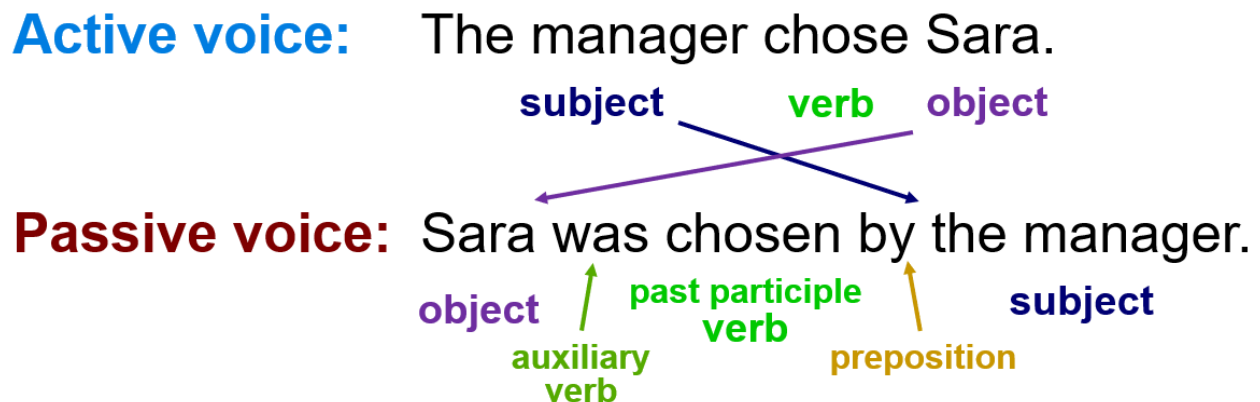 Active voice: The manager chose Sara.
subject verb object
Passive voice: Sara was chosen by the manager.
object past participle verb subject
auxiliary verb preposition